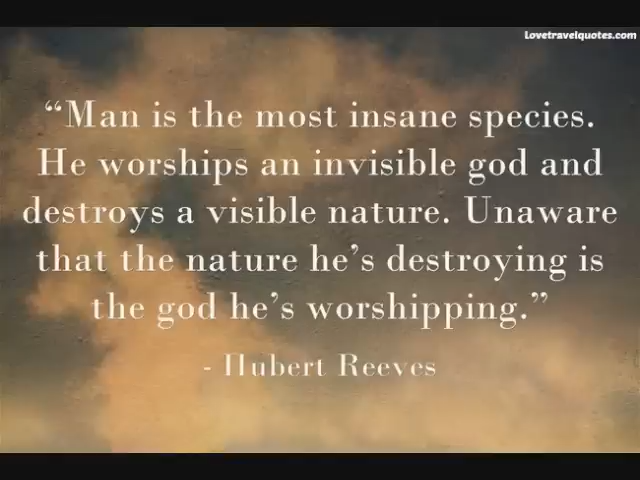 Lovetravelquotes.com
“Man is the most insane species.
He worships an invisible god and
destroys a visible nature. Unaware
that the nature he’s destroying is
the god he’s worshipping.”
- Hubert Reeves